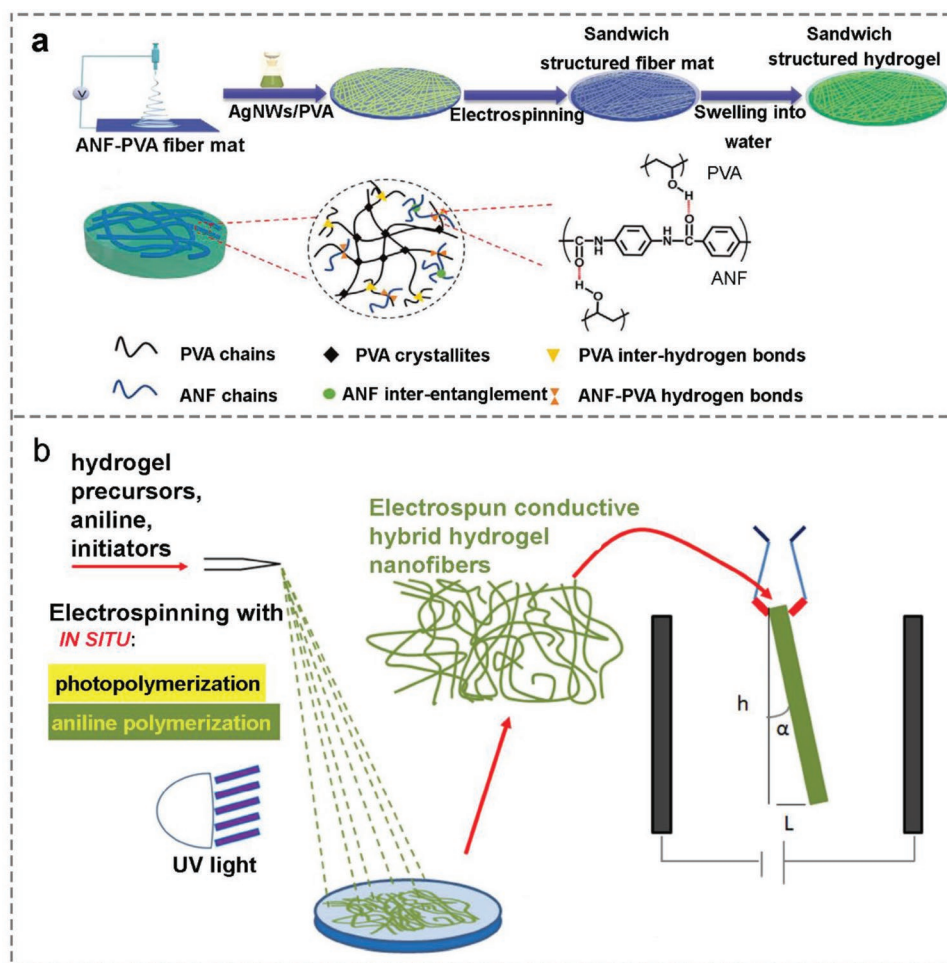 a
Sandwich
structured fiber mat
Sandwich
structured hydrogel
V
AgNWs/PVA
Electrospinning
Swelling into
water
ANF-PVA fiber mat
PVA
O
H
O
C
NH
NH
C
O
H
O
ANF
PVA chains
PVA crystallites
PVA inter-hydrogen bonds
ANF chains
ANF inter-entanglement
ANF-PVA hydrogen bonds
b
hydrogel
precursors,
aniline,
initiators
Electrospinning with
IN SITU:
photopolymerization
aniline polymerization
UV light
Electrospun conductive
hybrid hydrogel
nanofibers
h
α
L